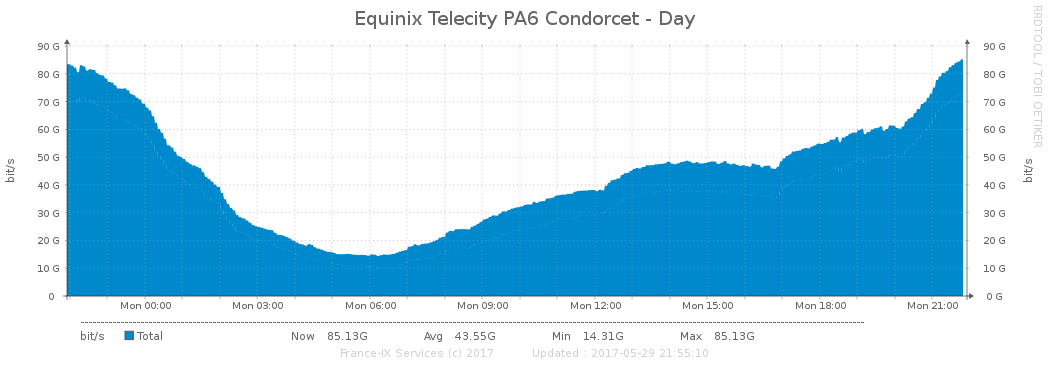 Equinix Telecity PA6 Condorcet - Day
RRDTOOL / TOBI OETIKER
90 G 90 G
80 G 80 G
70 G 70 G
60 G 60 G
50 G 50 G
40 G 40 G
30 G 30 G
20 G 20 G
10 G 10 G
0 0 G
bit/s bit/s
Mon 00:00 Mon 03:00 Mon 06:00 Mon 09:00 Mon 12:00 Mon 15:00 Mon 18:00 Mon 21:00
bit/s Total Now 85.13G Avg 43.55G Min 14.31G Max 85.13G
France-IX Services (c) 2017 Updated : 2017-05-29 21:55:10